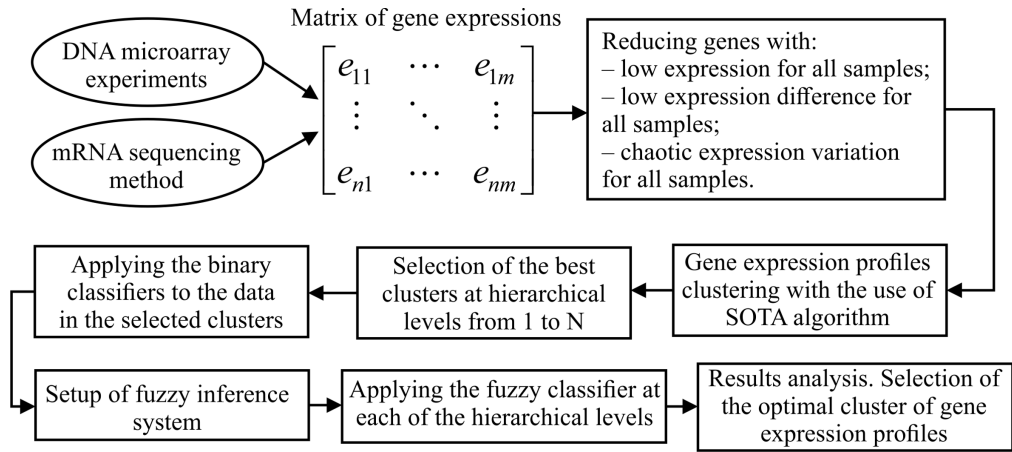 DNA microarray
experiments
mRNA sequencing
method
Matrix of gene expressions
e11 ⋯ e1m
⋮ ⋱ ⋮
en1 ⋯ enm
Reducing genes with:
– low expression for all samples;
– low expression difference for
all samples;
– chaotic expression variation
for all samples.
Gene expression profiles
clustering with the use of
SOTA algorithm
Selection of the best
clusters at hierarchical
levels from 1 to N
Applying the binary
classifiers to the data
in the selected clusters
Setup of fuzzy inference
system
Applying the fuzzy classifier at
each of the hierarchical levels
Results analysis. Selection of
the optimal cluster of gene
expression profiles